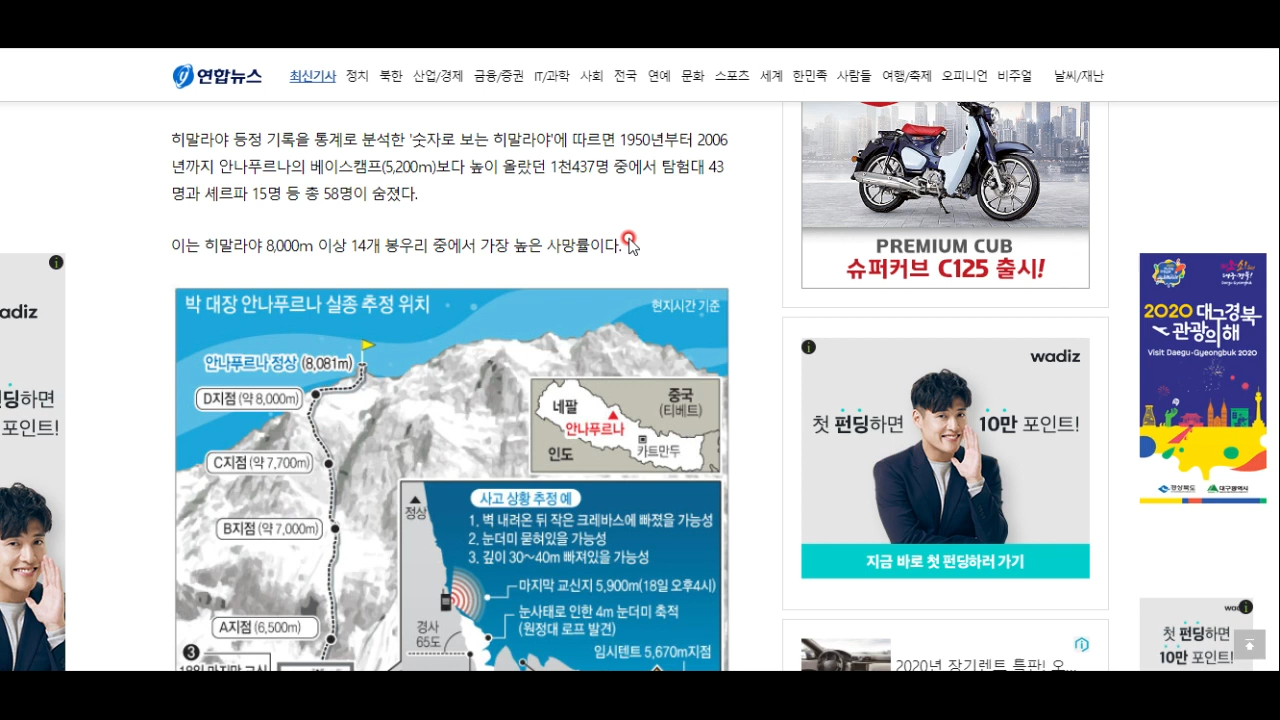 연합뉴스 최신기사 정치 북한 산업/경제 금융/증권 IT/과학 사회 전국 연예 문화 스포츠 세계 한민족 사람들 여행/축제 오피니언 비주얼 날씨/재난
히말라야 등정 기록을 통계로 분석한 '숫자로 보는 히말라야'에 따르면 1950년부터 2006
년까지 안나푸르나의 베이스캠프(5,200m)보다 높이 올랐던 1천437명 중에서 탐험대 43
명과 셰르파 15명 등 총 58명이 숨졌다.
이는 히말라야 8,000m 이상 14개 봉우리 중에서 가장 높은 사망률이다.
박 대장 안나푸르나 실종 추정 위치
현지시간 기준
안나푸르나 정상 (8,081m)
D지점 (약 8,000m)
C지점 (약 7,700m)
B지점 (약 7,000m)
A지점 (6,500m)
네팔
중국
(티베트)
안나푸르나
카트만두
인도
사고 상황 추정 예
1. 벽 내려온 뒤 작은 크레바스에 빠졌을 가능성
2. 눈더미 묻혀있을 가능성
3. 깊이 30~40m 빠져있을 가능성
정상
마지막 교신지 5,900m(18일 오후4시)
눈사태로 인한 4m 눈더미 축적
(원정대 로프 발견)
경사
65도
임시텐트 5,670m지점
3
18일 마지막 교신
PREMIUM CUB
슈퍼커브 C125 출시!
wadiz
첫 펀딩하면 10만 포인트!
지금 바로 첫 펀딩하러 가기
2020년 장기렌트 특판! 오...
adiz
펀딩하면
포인트!
2020 대구경북
관광의해
Visit Daegu-Gyeongbuk 2020
경상북도 대구광역시
첫 펀딩하면
10만 포인트!